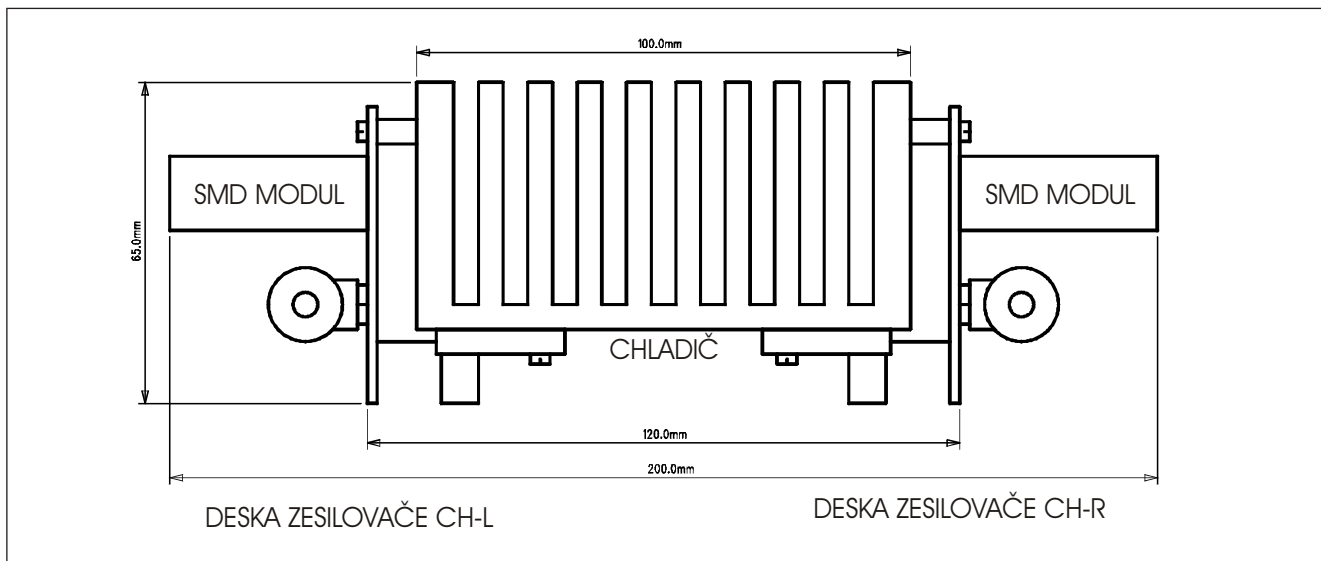 100.0mm
SMD MODUL
SMD MODUL
65.0mm
CHLADIČ
120.0mm
200.0mm
DESKA ZESILOVAČE CH-L
DESKA ZESILOVAČE CH-R